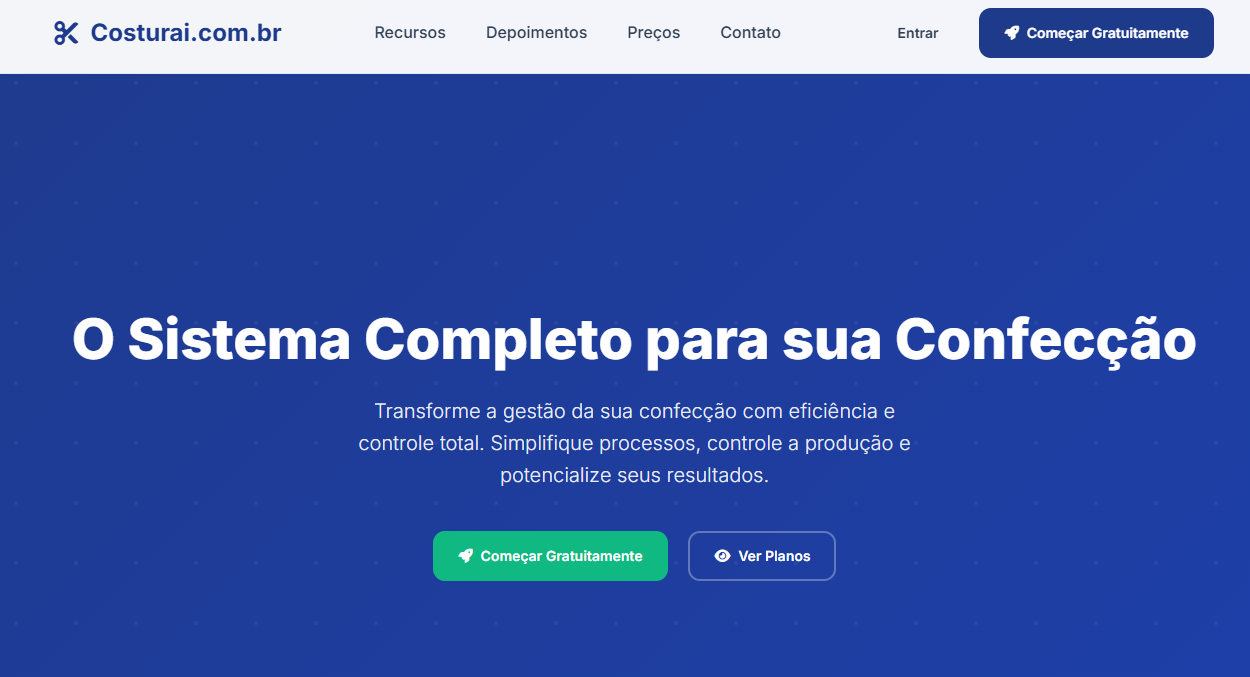 Costurai.com.br
Recursos
Depoimentos
Preços
Contato
Entrar
Começar Gratuitamente
O Sistema Completo para sua Confecção
Transforme a gestão da sua confecção com eficiência e
controle total. Simplifique processos, controle a produção e
potencialize seus resultados.
Começar Gratuitamente
Ver Planos